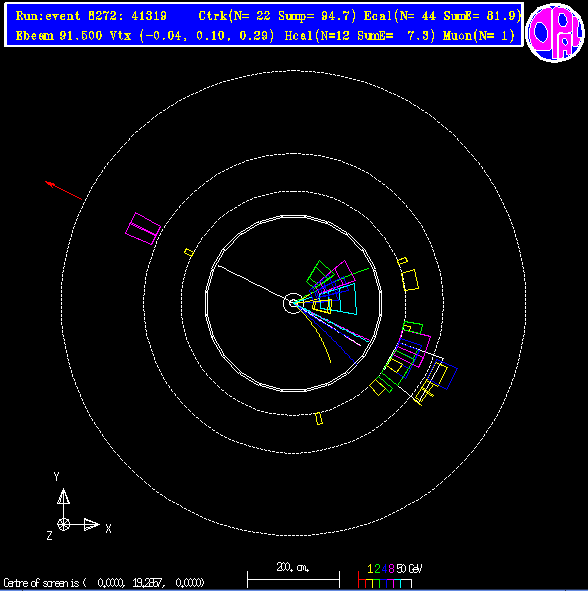 Run:event 8272: 41319 Ctrk(N= 22 Sump= 94.7) Ecal(N= 44 SumE= 81.9)
Ebeam 91.500 Vtx (-0.04, 0.10, 0.29) Hcal(N=12 SumE= 7.3) Muon(N= 1)
OPAL
Y
X
Z
200. cm.
1 2 4 8 50 GeV
Centre of screen is ( 0.0000, 19.2857, 0.0000)